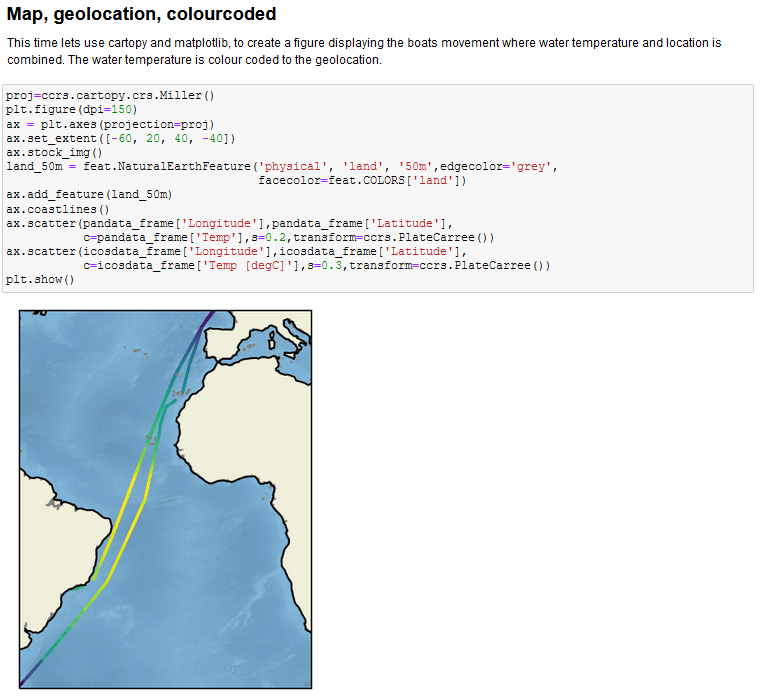 Map, geolocation, colourcoded
This time lets use cartopy and matplotlib, to create a figure displaying the boats movement where water temperature and location is
combined. The water temperature is colour coded to the geolocation.
proj=ccrs.cartopy.crs.Miller()
plt.figure(dpi=150)
ax = plt.axes(projection=proj)
ax.set_extent([-60, 20, 40, -40])
ax.stock_img()
land_50m = feat.NaturalEarthFeature('physical', 'land', '50m',edgecolor='grey',
                                    facecolor=feat.COLORS['land'])
ax.add_feature(land_50m)
ax.coastlines()
ax.scatter(pandata_frame['Longitude'],pandata_frame['Latitude'],
           c=pandata_frame['Temp'],s=0.2,transform=ccrs.PlateCarree())
ax.scatter(icosdata_frame['Longitude'],icosdata_frame['Latitude'],
           c=icosdata_frame['Temp [degC]'],s=0.3,transform=ccrs.PlateCarree())
plt.show()